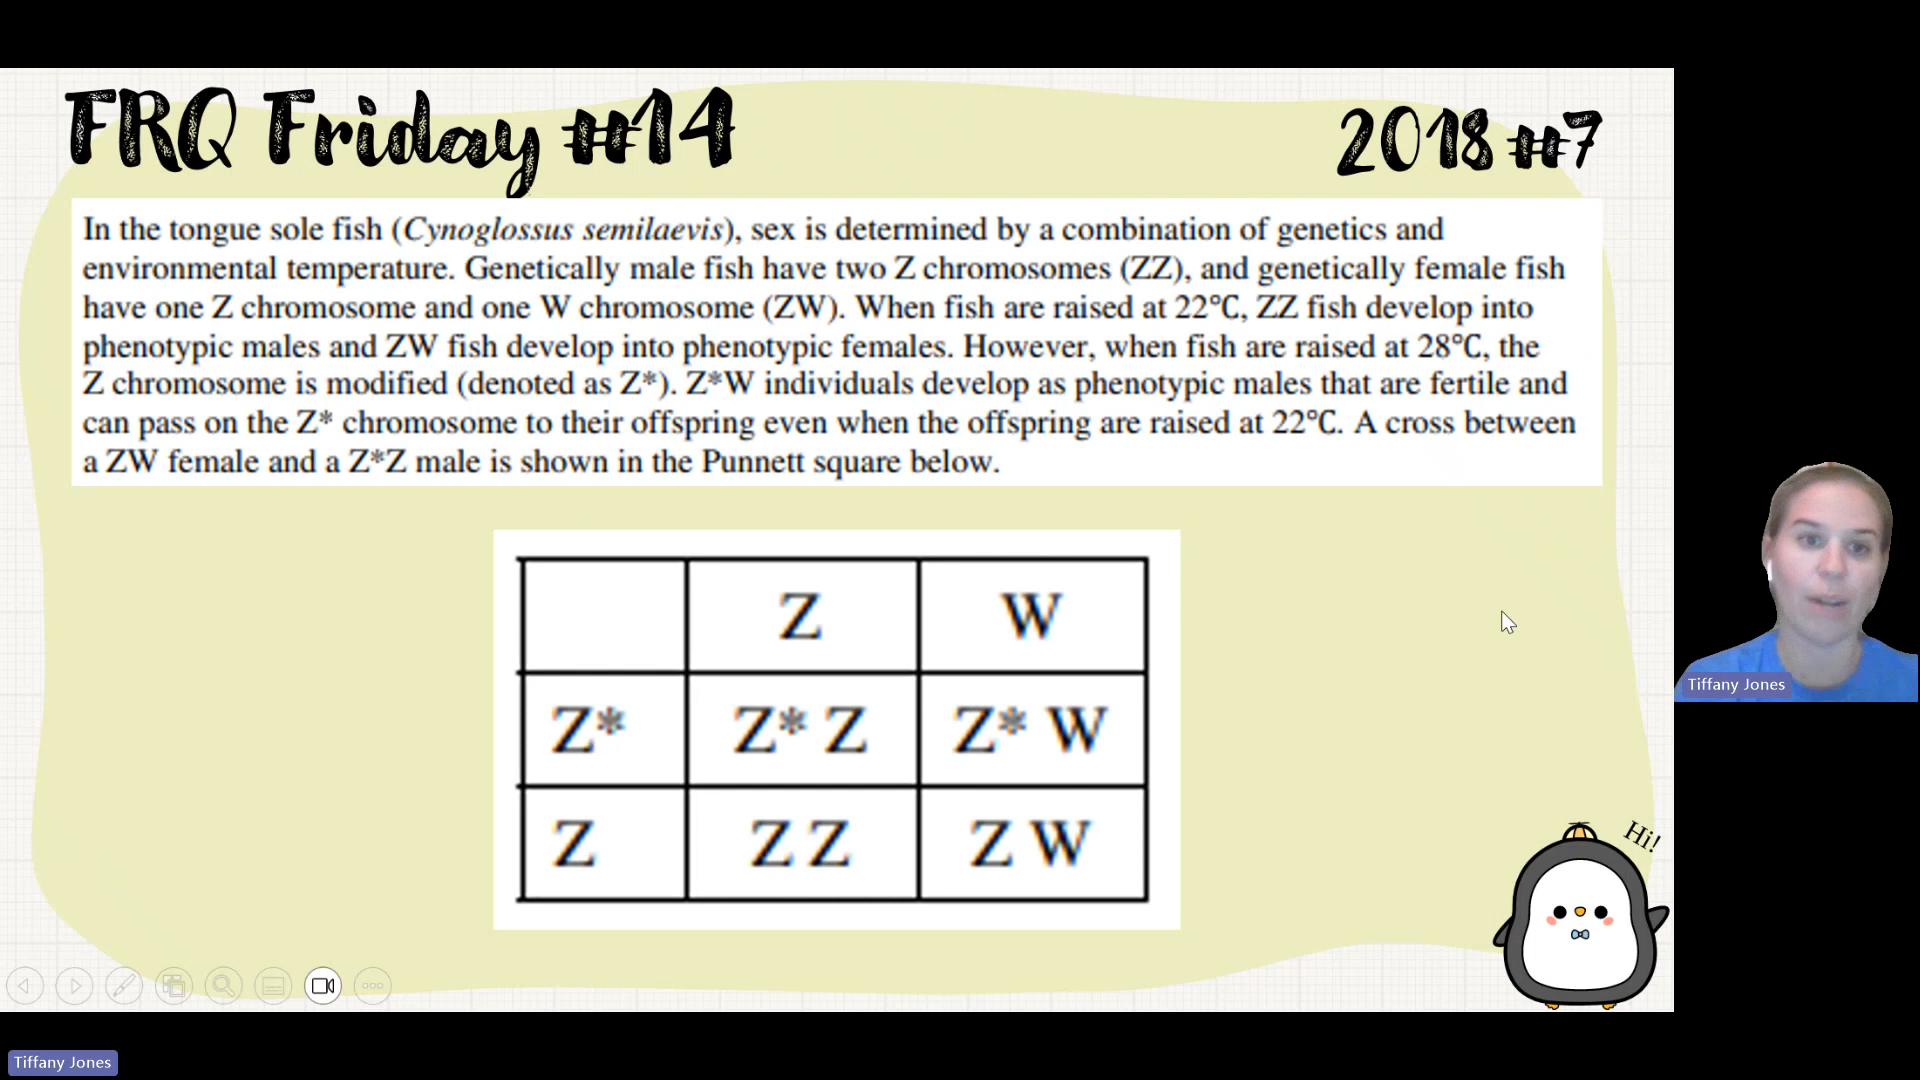 FRQ Friday #14
2018 #7
In the tongue sole fish (Cynoglossus semilaevis), sex is determined by a combination of genetics and
environmental temperature. Genetically male fish have two Z chromosomes (ZZ), and genetically female fish
have one Z chromosome and one W chromosome (ZW). When fish are raised at 22°C, ZZ fish develop into
phenotypic males and ZW fish develop into phenotypic females. However, when fish are raised at 28°C, the
Z chromosome is modified (denoted as Z*). Z*W individuals develop as phenotypic males that are fertile and
can pass on the Z* chromosome to their offspring even when the offspring are raised at 22°C. A cross between
a ZW female and a Z*Z male is shown in the Punnett square below.
Z W
Z* Z* Z Z* W
Z Z Z Z W
Hi!
Tiffany Jones
Tiffany Jones